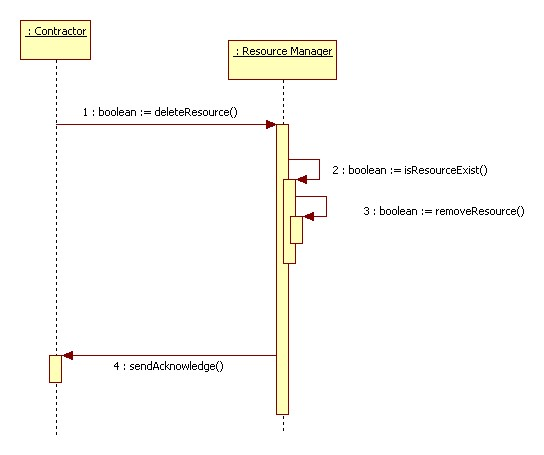 : Contractor
: Resource Manager
1 : boolean := deleteResource()
2 : boolean := isResourceExist()
3 : boolean := removeResource()
4 : sendAcknowledge()